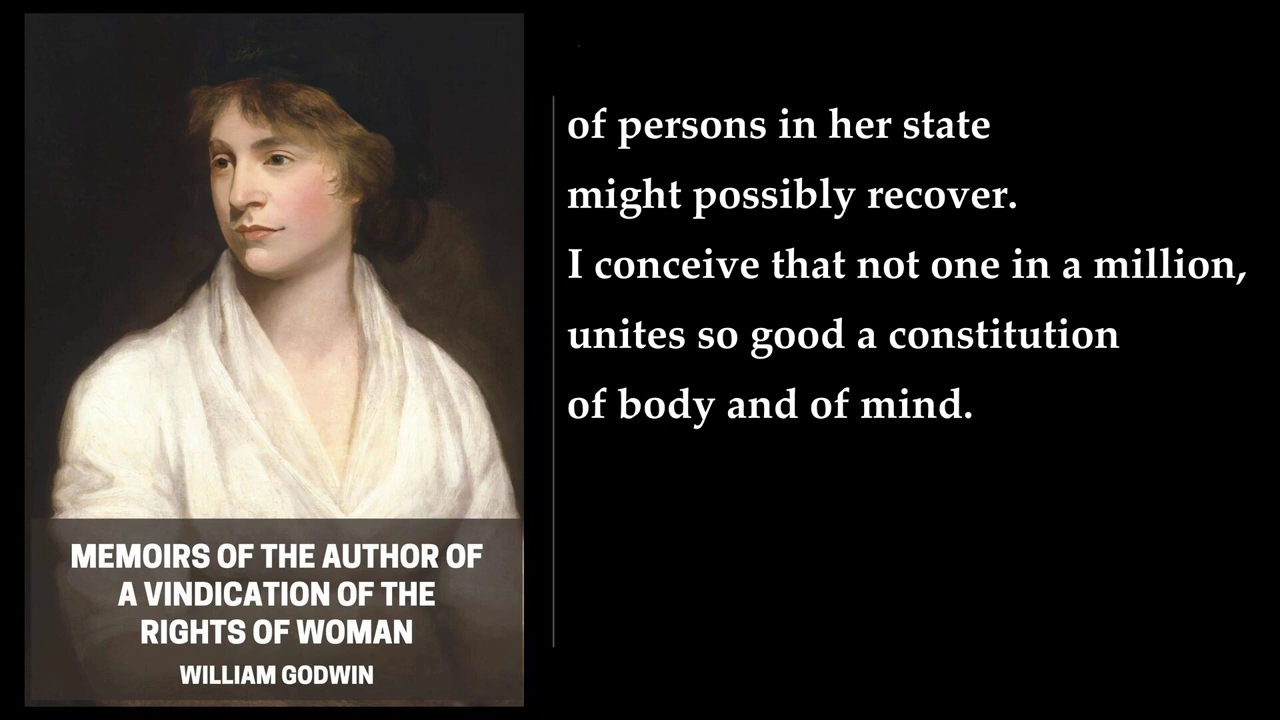 of persons in her state
might possibly recover.
I conceive that not one in a million,
unites so good a constitution
of body and of mind.
MEMOIRS OF THE AUTHOR OF
A VINDICATION OF THE
RIGHTS OF WOMAN
WILLIAM GODWIN